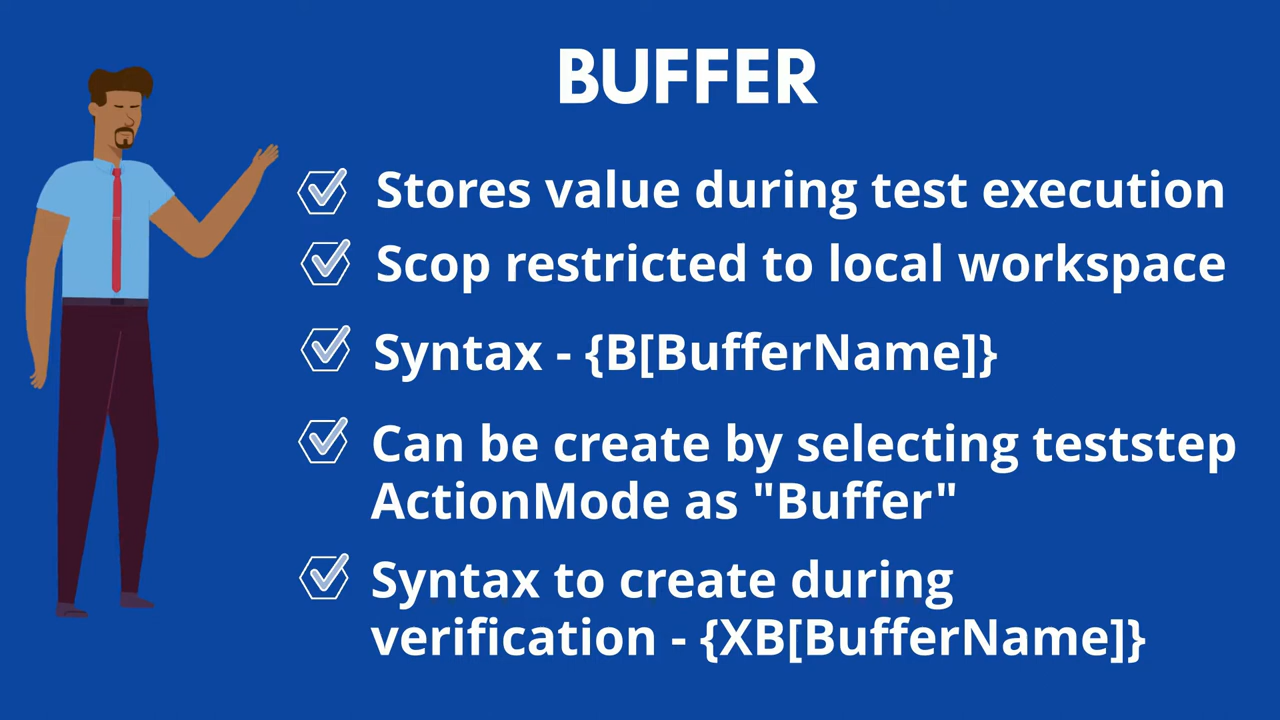 BUFFER
Stores value during test execution
Scop restricted to local workspace
Syntax - {B[BufferName]}
Can be create by selecting teststep
ActionMode as "Buffer"
Syntax to create during
verification - {XB[BufferName]}